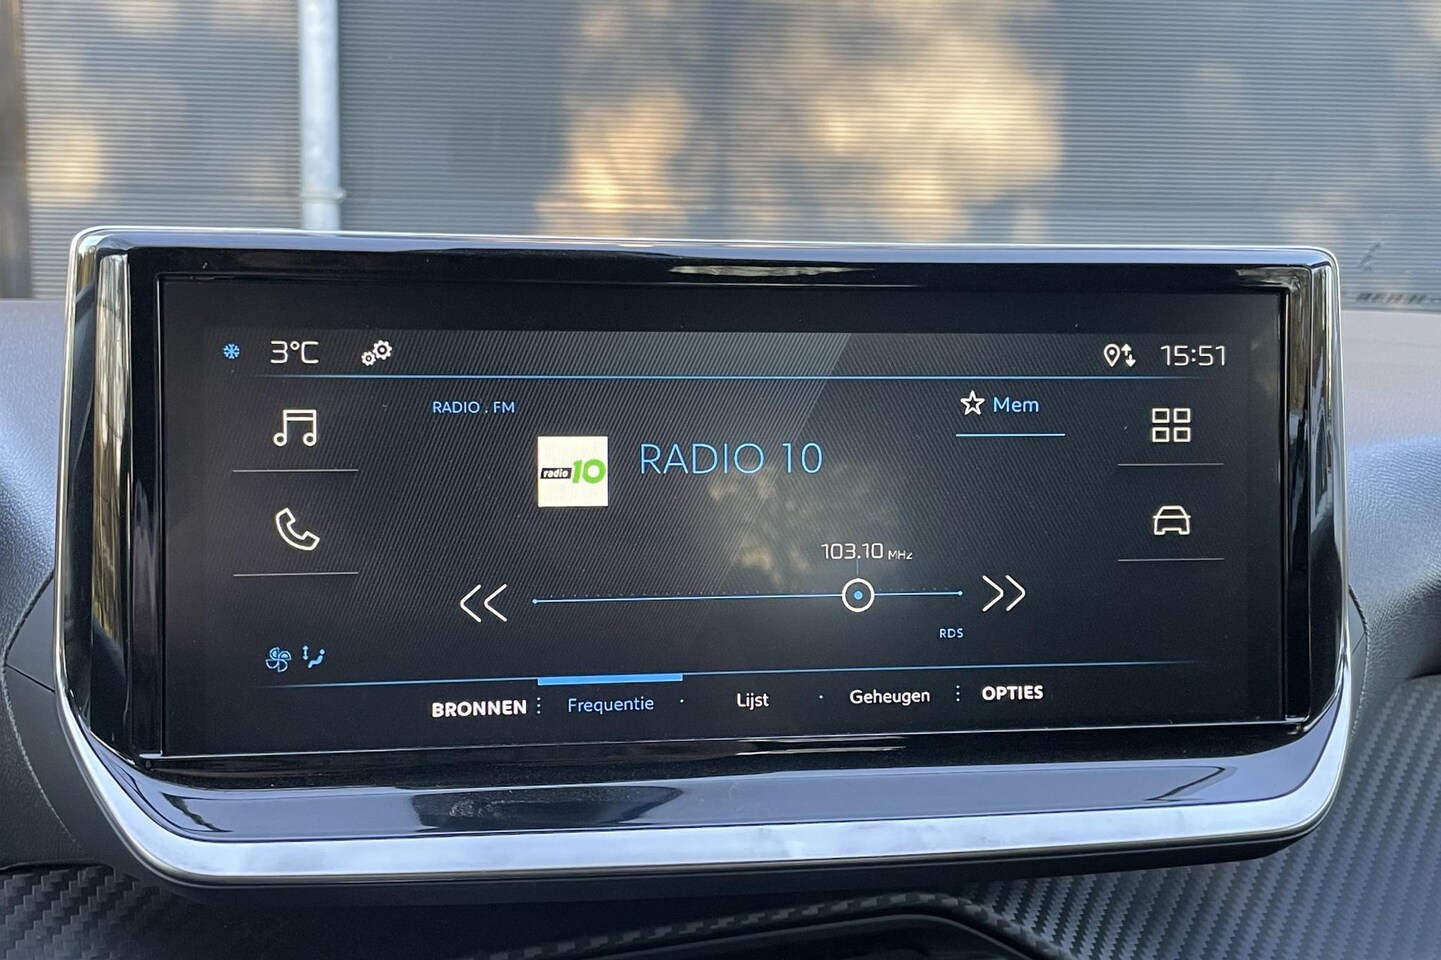 3°C
15:51
RADIO . FM
Mem
radio 10
RADIO 10
103.10 MHz
RDS
BRONNEN Frequentie Lijst Geheugen OPTIES